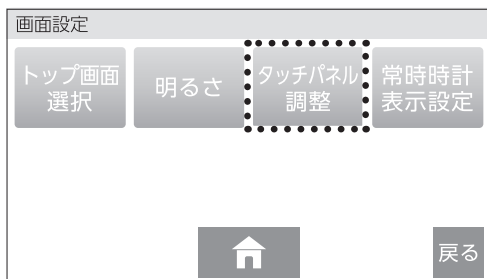 画面設定
トップ画面
選択
明るさ
タッチパネル
調整
常時時計
表示設定
戻る